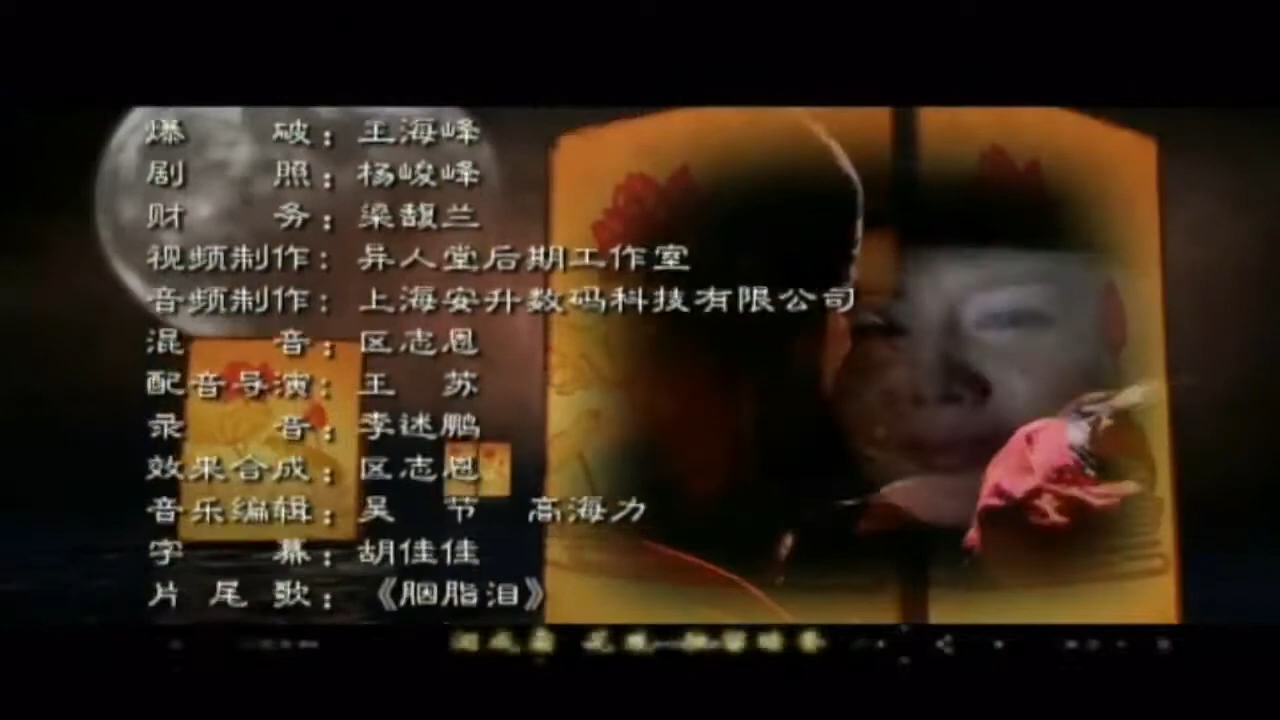 爆破：王海峰
剧照：杨峻峰
财务：梁馥兰
视频制作：异人堂后期工作室
音频制作：上海安升数码科技有限公司
混音：区志恩
配音导演：王 苏
录音：李迷鹏
效果合成：区志恩
音乐编辑：吴 节 高海力
字幕：胡佳佳
片尾歌：《胭脂泪》